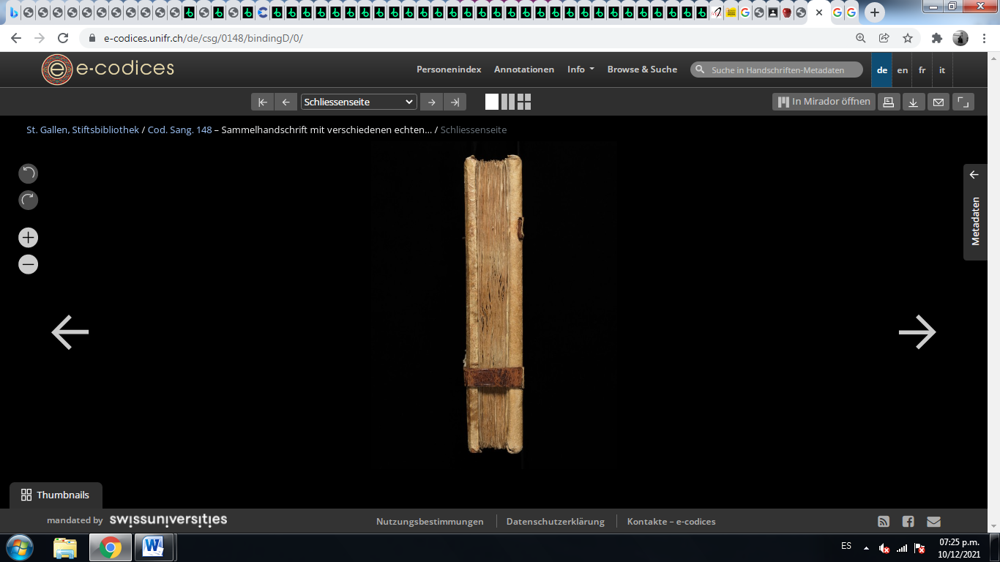 e-codices.unifr.ch/de/csg/0148/bindingD/0/
e-codices
Personenindex Annotationen Info Browse & Suche Suche in Handschriften-Metadaten de en fr it
Schliessenseite In Mirador öffnen
St. Gallen, Stiftsbibliothek / Cod. Sang. 148 – Sammelhandschrift mit verschiedenen echten... / Schliessenseite
Metadaten
Thumbnails
mandated by swissuniversities Nutzungsbestimmungen Datenschutzerklärung Kontakte – e-codices
ES 07:25 p.m.
10/12/2021